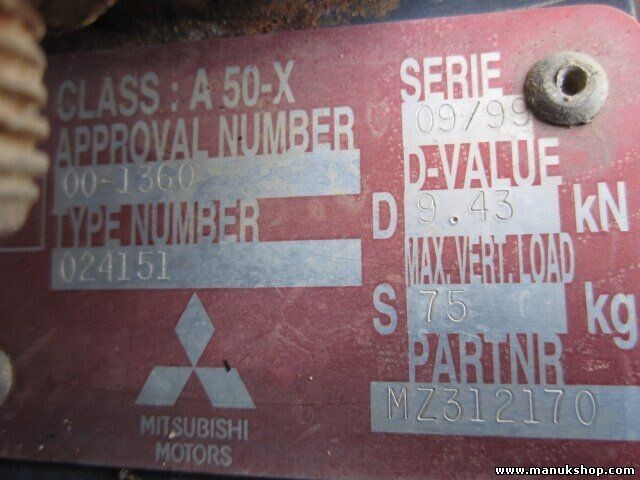 CLASS : A 50-X
APPROVAL NUMBER
00-1360
TYPE NUMBER
024151
MITSUBISHI
MOTORS
SERIE
09/99
D-VALUE
D 9.43 kN
MAX. VERT. LOAD
S 75 kg
PARTNR
MZ312170
www.manukshop.com